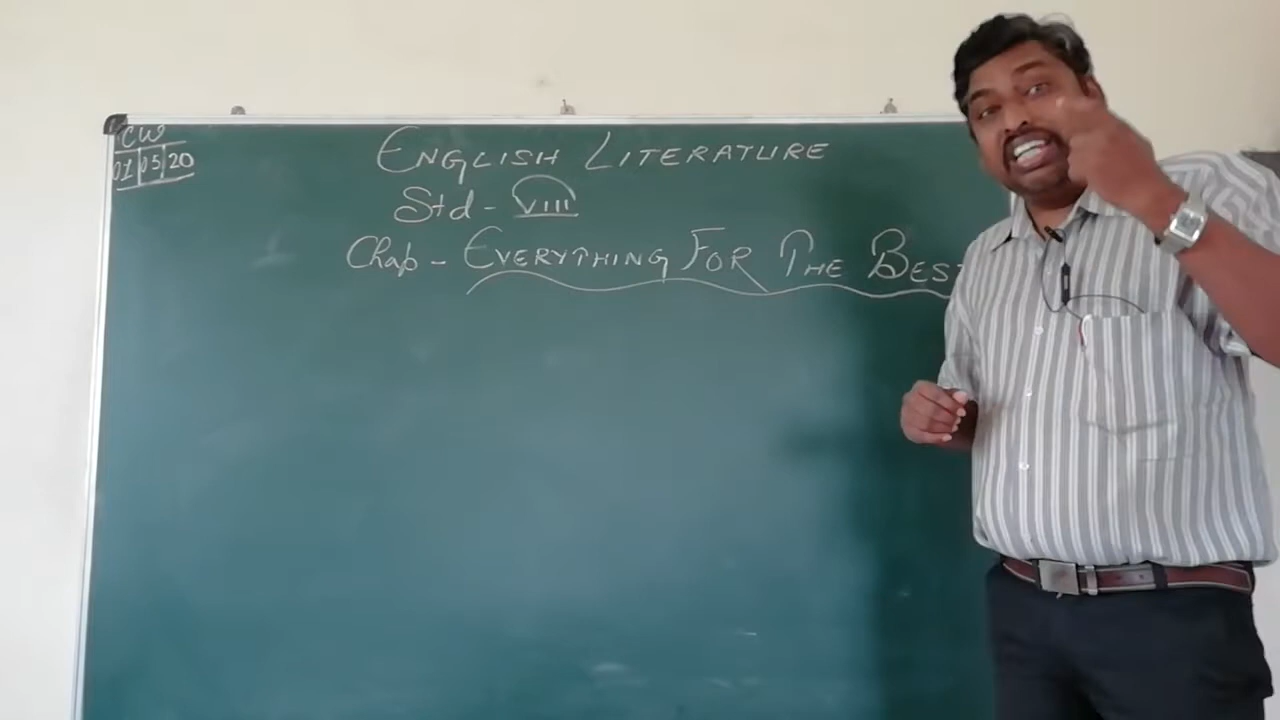 CW
01 05 20
ENGLISH LITERATURE
Std - VIII
Chap - EVERYTHING FOR THE BEST